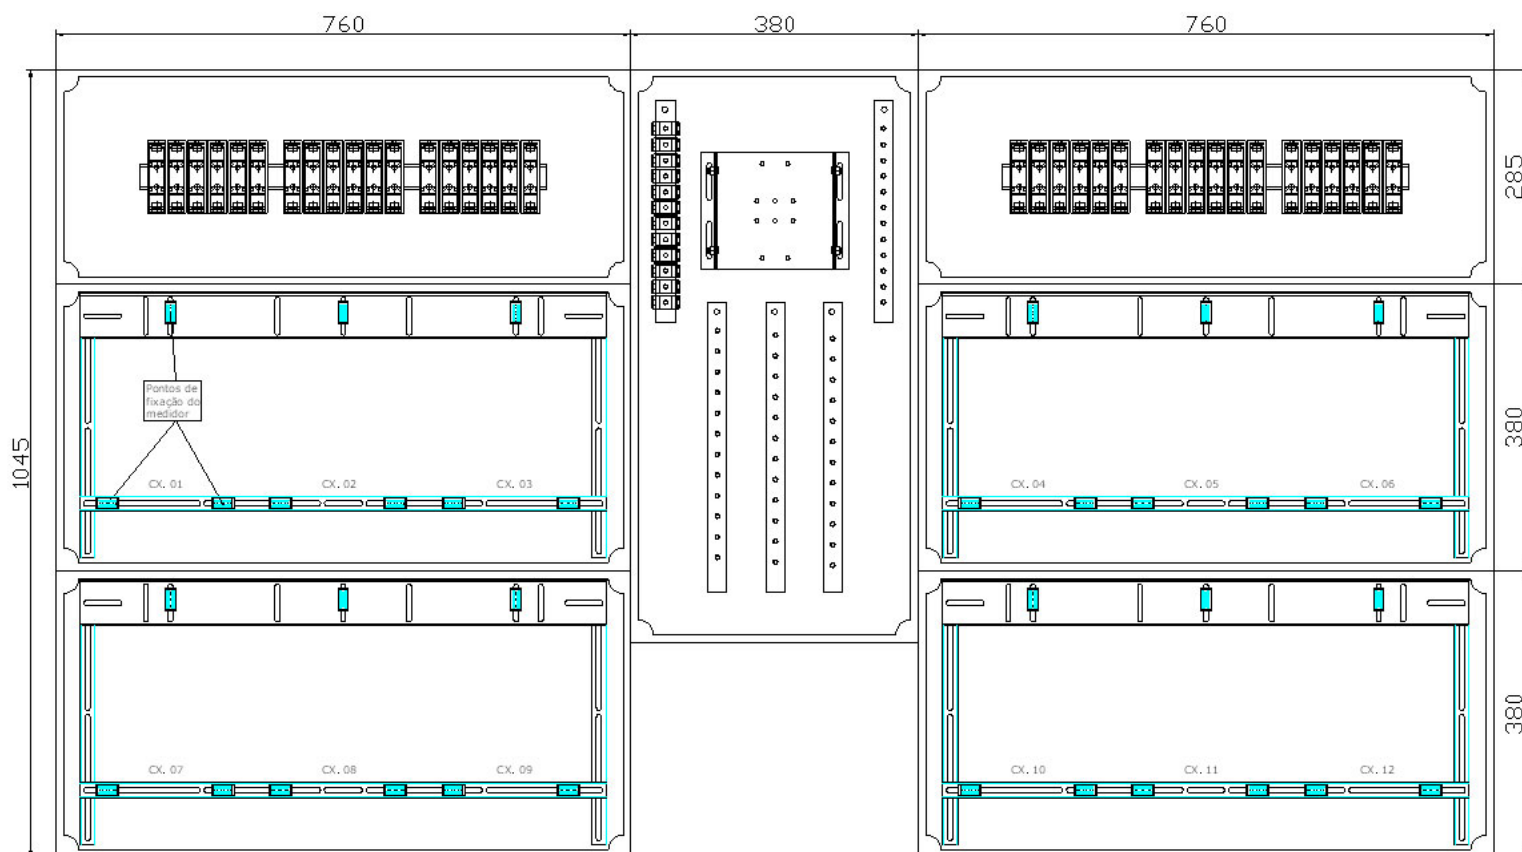 760
380
760
285
Pontos de
fixação do
medidor
380
1045
CX. 01
CX. 02
CX. 03
CX. 04
CX. 05
CX. 06
380
CX. 07
CX. 08
CX. 09
CX. 10
CX. 11
CX. 12